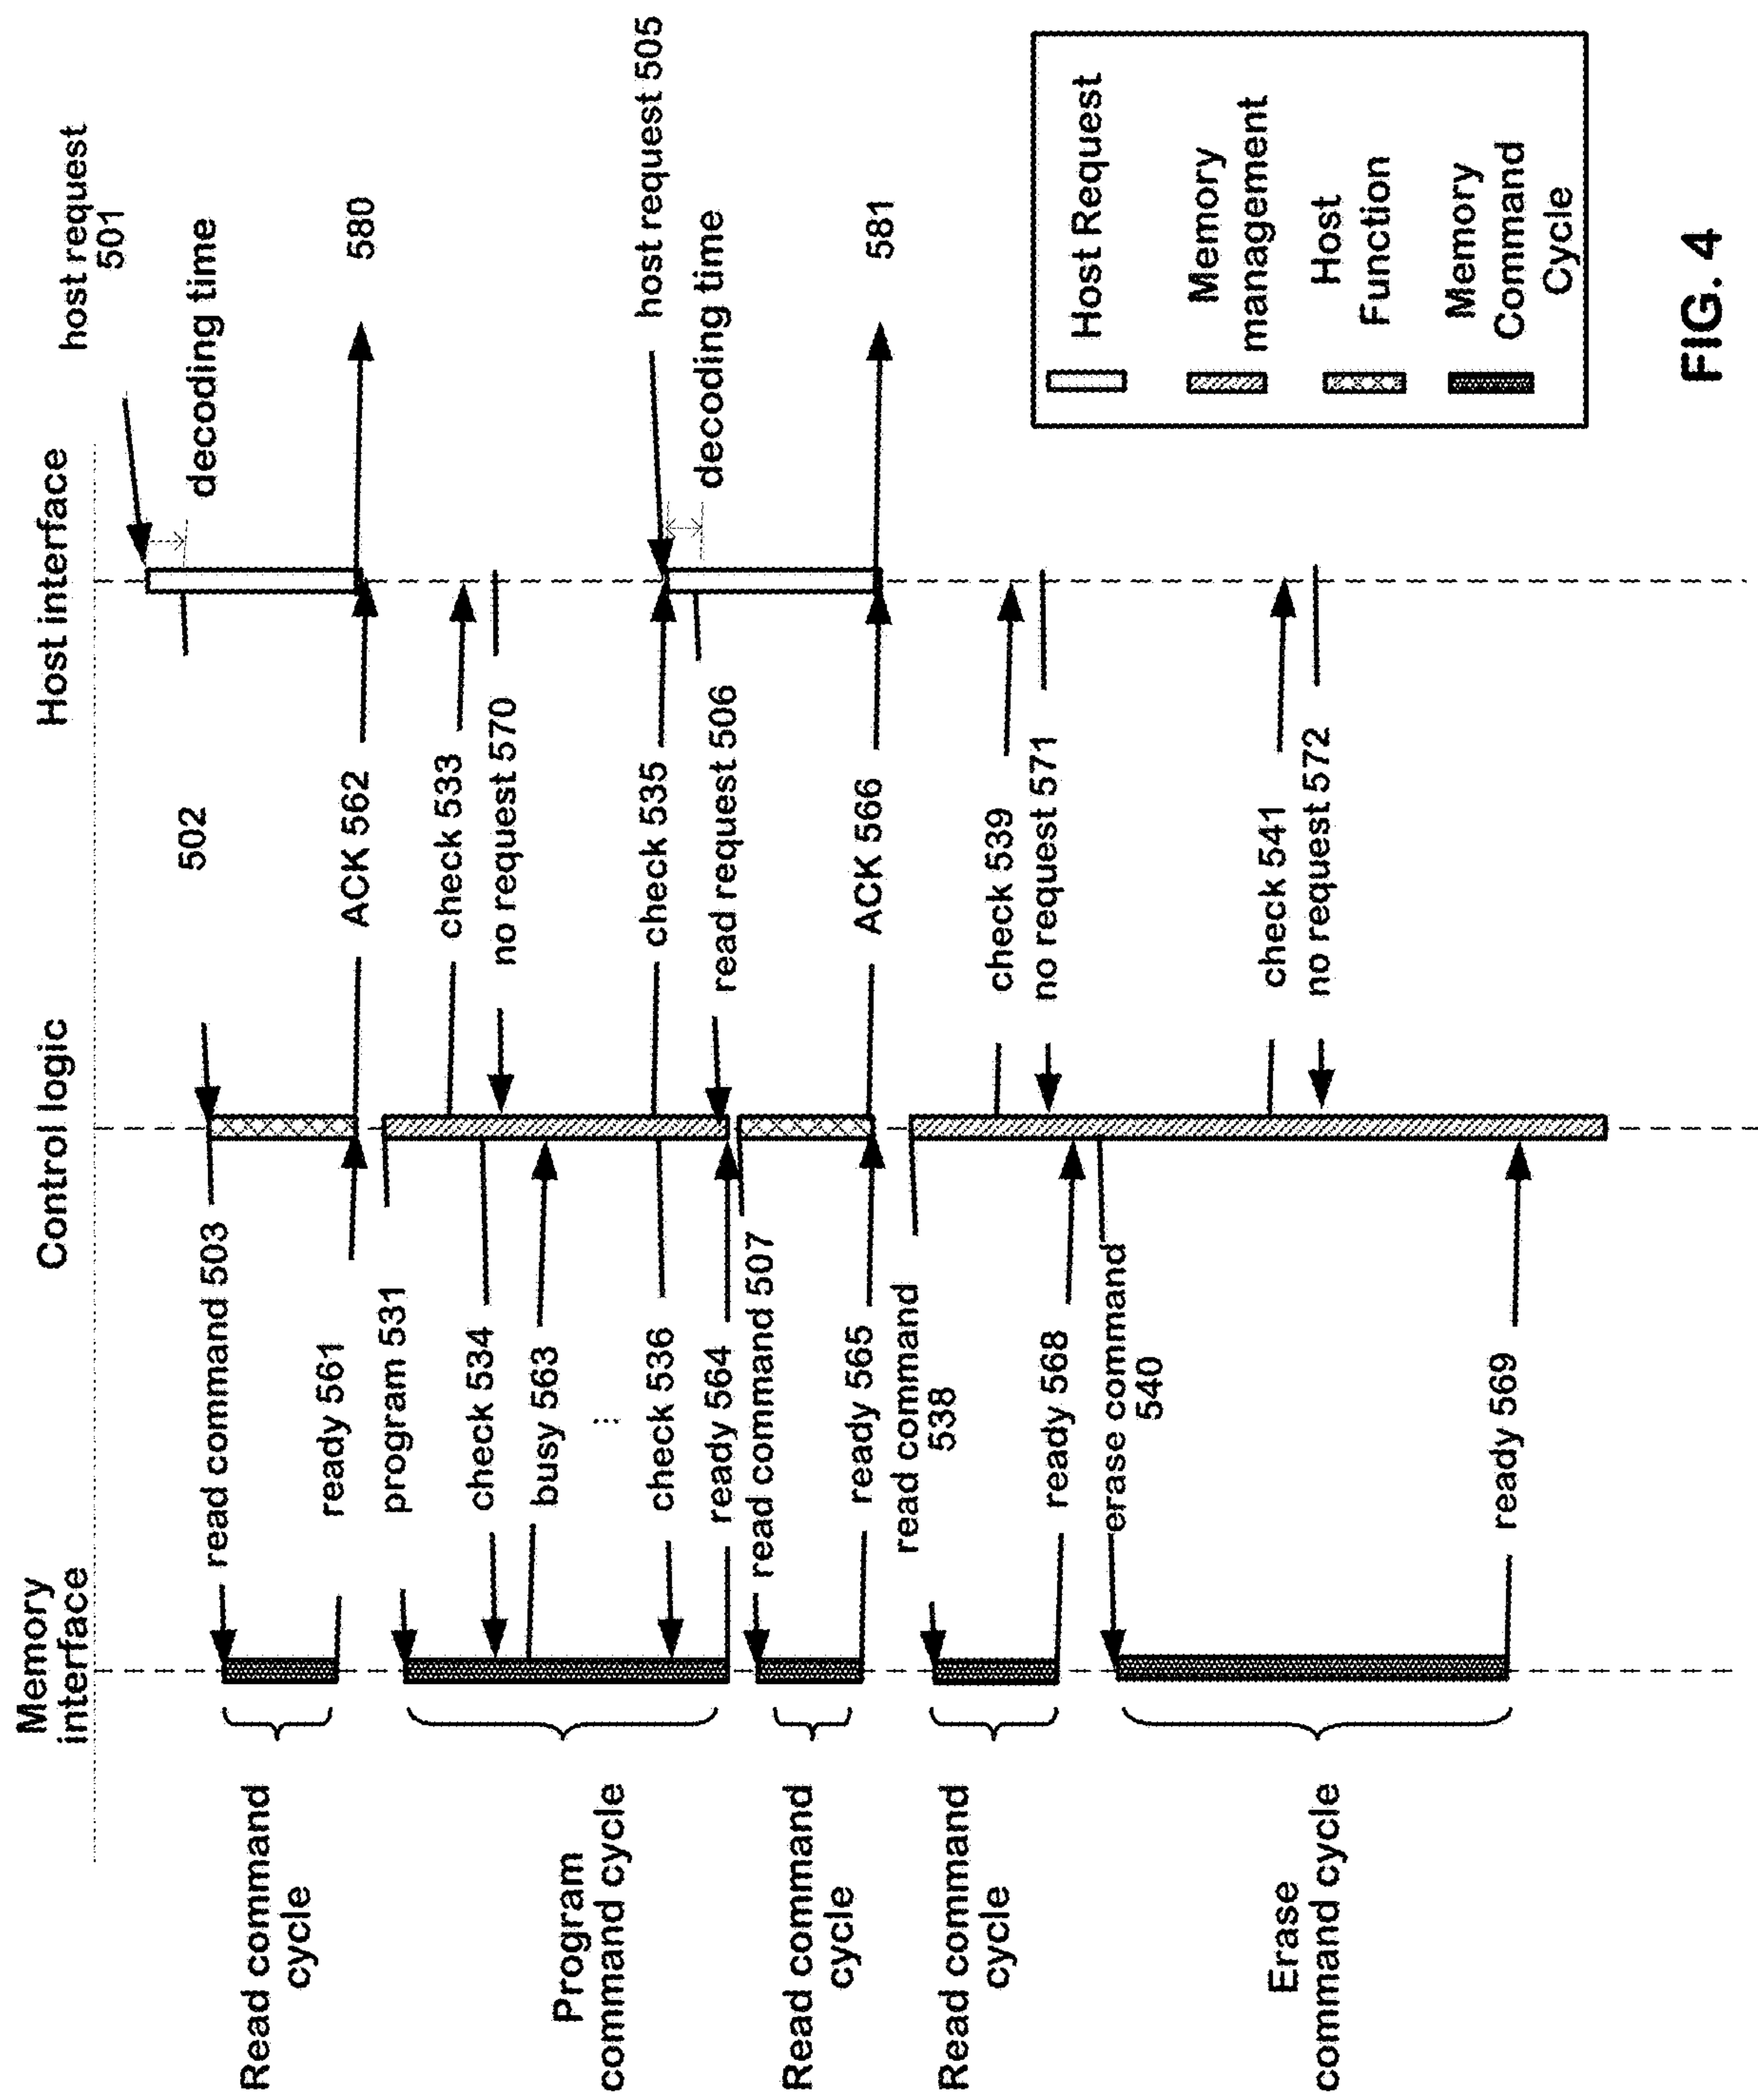 Memory
interface
Control logic
Host interface
host request
501
decoding time
502
read command 503
ready 561
ACK 562
580
program 531
check 533
check 534
no request 570
busy 563
:
check 535
host request 505
check 536
decoding time
read request 506
ready 564
read command 507
ready 565
ACK 566
581
read command
538
check 539
no request 571
ready 568
erase command
540
check 541
no request 572
ready 569
Read command
cycle
Program
command cycle
Read command
cycle
Read command
cycle
Erase
command cycle
Host Request
Memory
management
Host
Function
Memory
Command
Cycle
FIG. 4